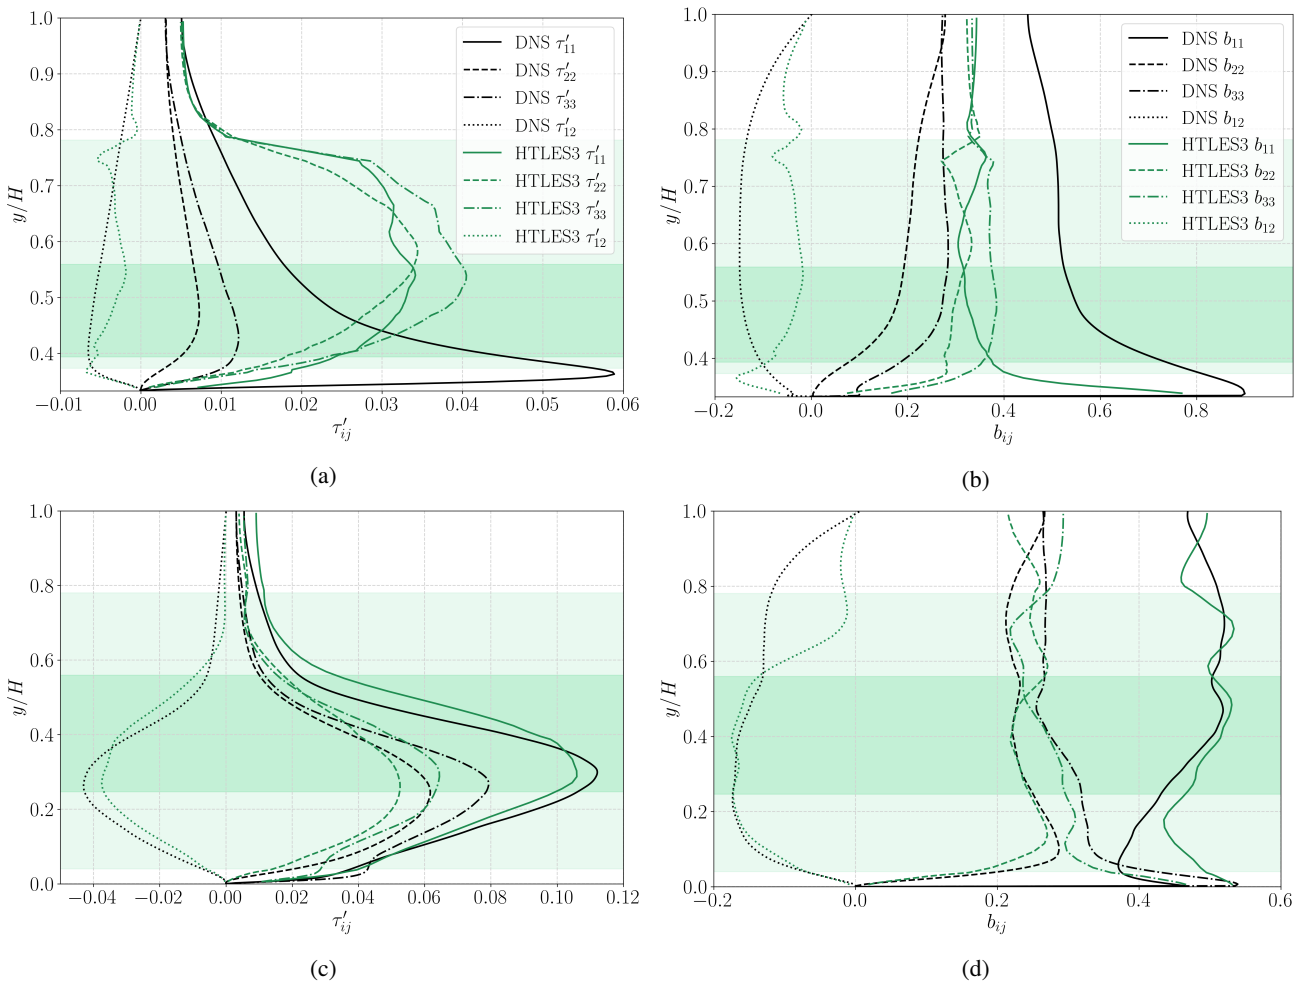 1.0
0.9
0.8
0.7
0.6
0.5
0.4
y/H
−0.01 0.00 0.01 0.02 0.03 0.04 0.05 0.06
τ′ij
DNS τ′11
DNS τ′22
DNS τ′33
DNS τ′12
HTLES3 τ′11
HTLES3 τ′22
HTLES3 τ′33
HTLES3 τ′12
(a)
1.0
0.9
0.8
0.7
0.6
0.5
0.4
y/H
−0.2 0.0 0.2 0.4 0.6 0.8
bij
DNS b11
DNS b22
DNS b33
DNS b12
HTLES3 b11
HTLES3 b22
HTLES3 b33
HTLES3 b12
(b)
1.0
0.8
0.6
0.4
0.2
0.0
y/H
−0.04 −0.02 0.00 0.02 0.04 0.06 0.08 0.10 0.12
τ′ij
(c)
1.0
0.8
0.6
0.4
0.2
0.0
y/H
−0.2 0.0 0.2 0.4 0.6
bij
(d)